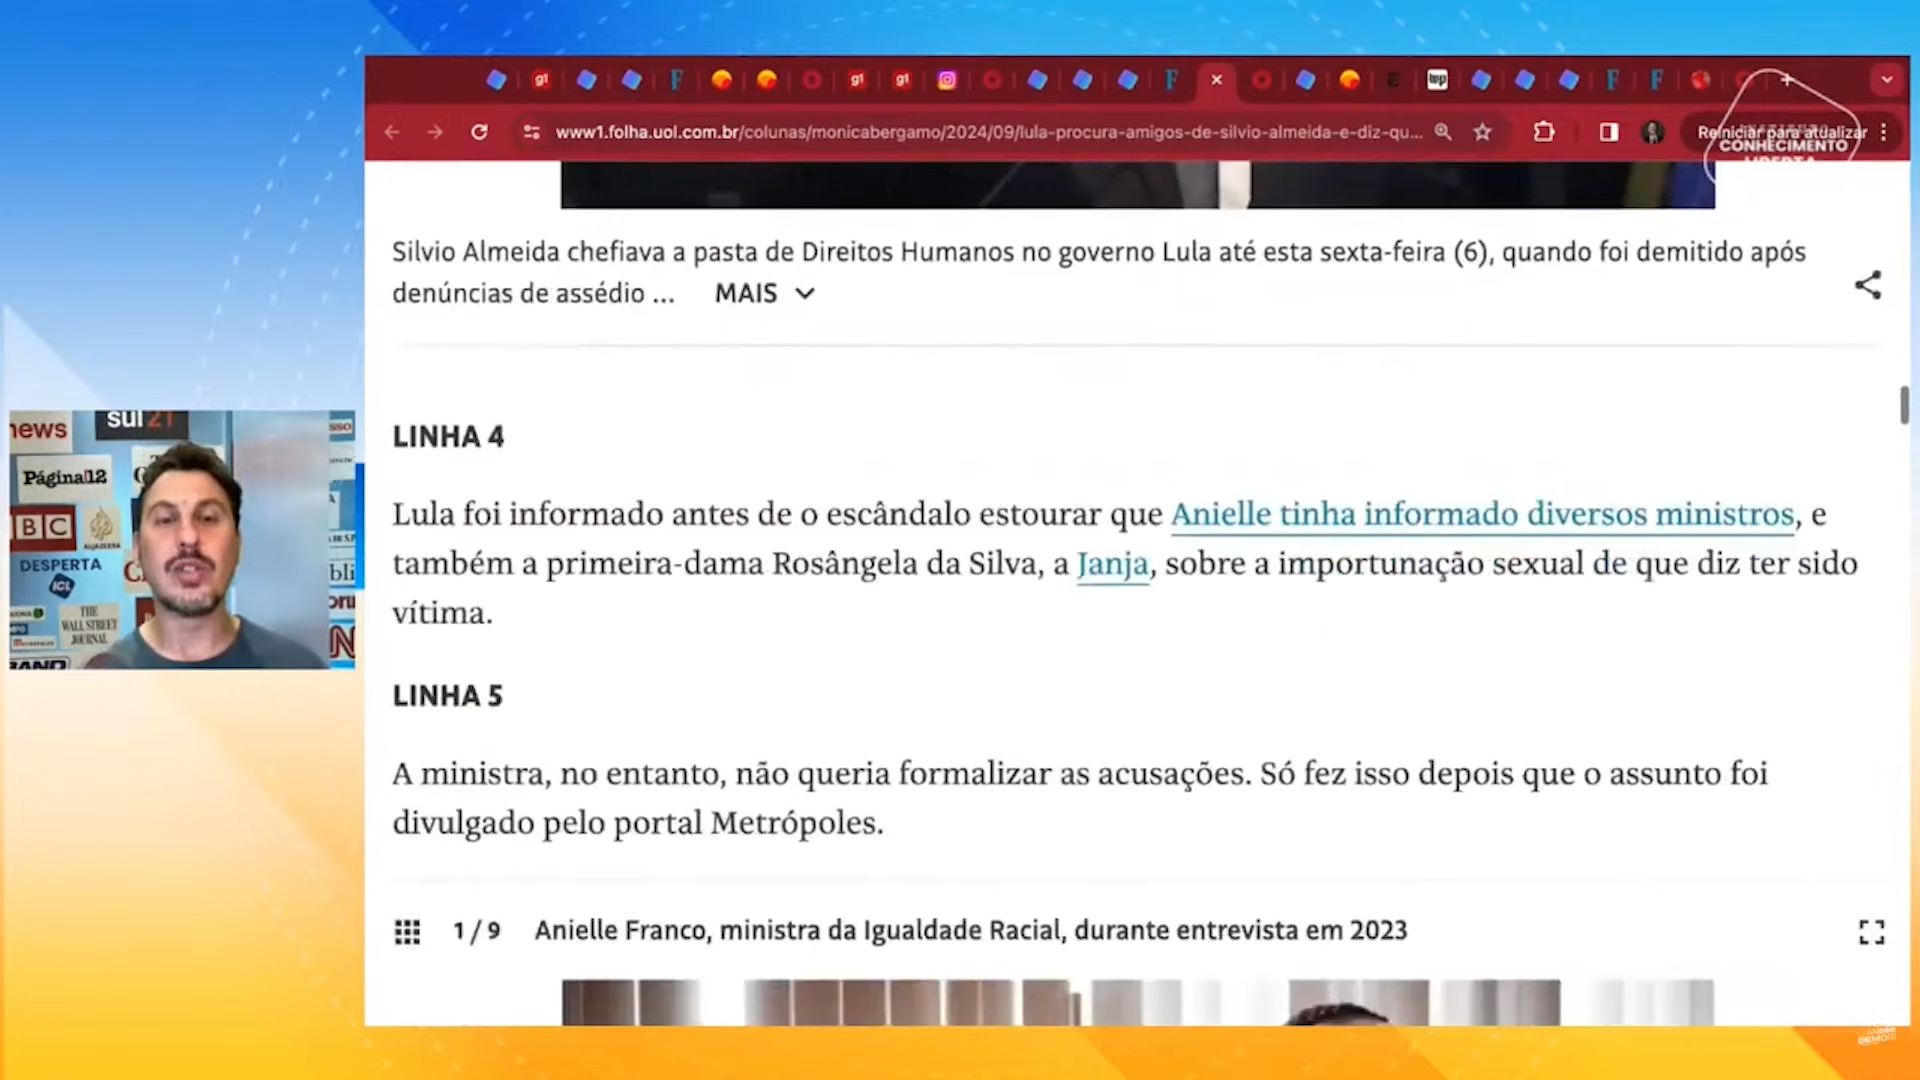 www1.folha.uol.com.br/colunas/monicabergamo/2024/09/lula-procura-amigos-de-silvio-almeida-e-diz-qu...
Reiniciar para atualizar
CONHECIMENTO
Silvio Almeida chefiava a pasta de Direitos Humanos no governo Lula até esta sexta-feira (6), quando foi demitido após
denúncias de assédio ... MAIS
LINHA 4
Lula foi informado antes de o escândalo estourar que Anielle tinha informado diversos ministros, e
também a primeira-dama Rosângela da Silva, a Janja, sobre a importunação sexual de que diz ter sido
vítima.
LINHA 5
A ministra, no entanto, não queria formalizar as acusações. Só fez isso depois que o assunto foi
divulgado pelo portal Metrópoles.
1 / 9 Anielle Franco, ministra da Igualdade Racial, durante entrevista em 2023
news
sul21
Página12
BBC
ALJAZEERA
DESPERTA
ICL
THE
WALL STREET
JOURNAL
BAND